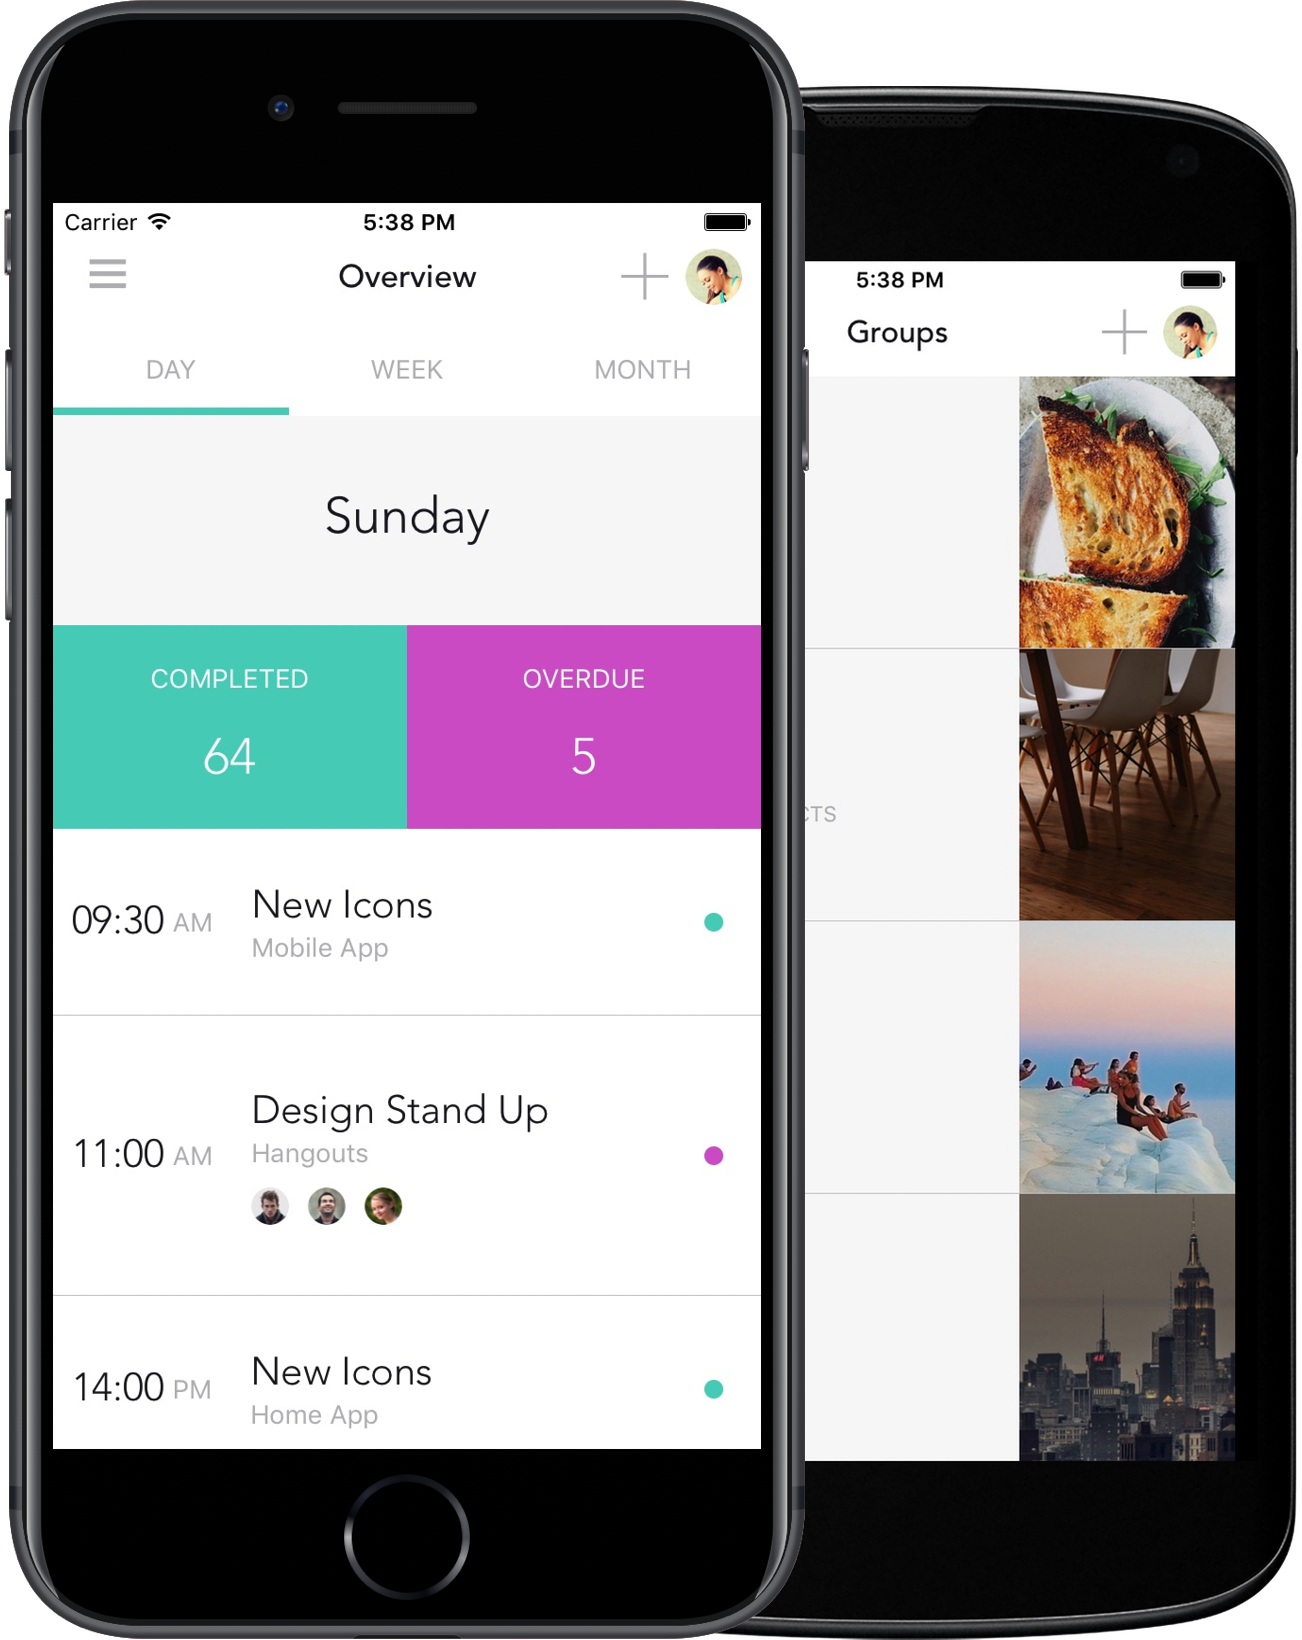 Carrier 5:38 PM
Overview
DAY WEEK MONTH
Sunday
COMPLETED OVERDUE
64 5
09:30 AM New Icons
Mobile App
11:00 AM Design Stand Up
Hangouts
14:00 PM New Icons
Home App
5:38 PM
Groups